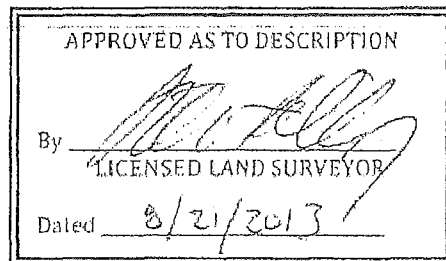 APPROVED AS TO DESCRIPTION
By
LICENSED LAND SURVEYOR
Dated 8/21/2013